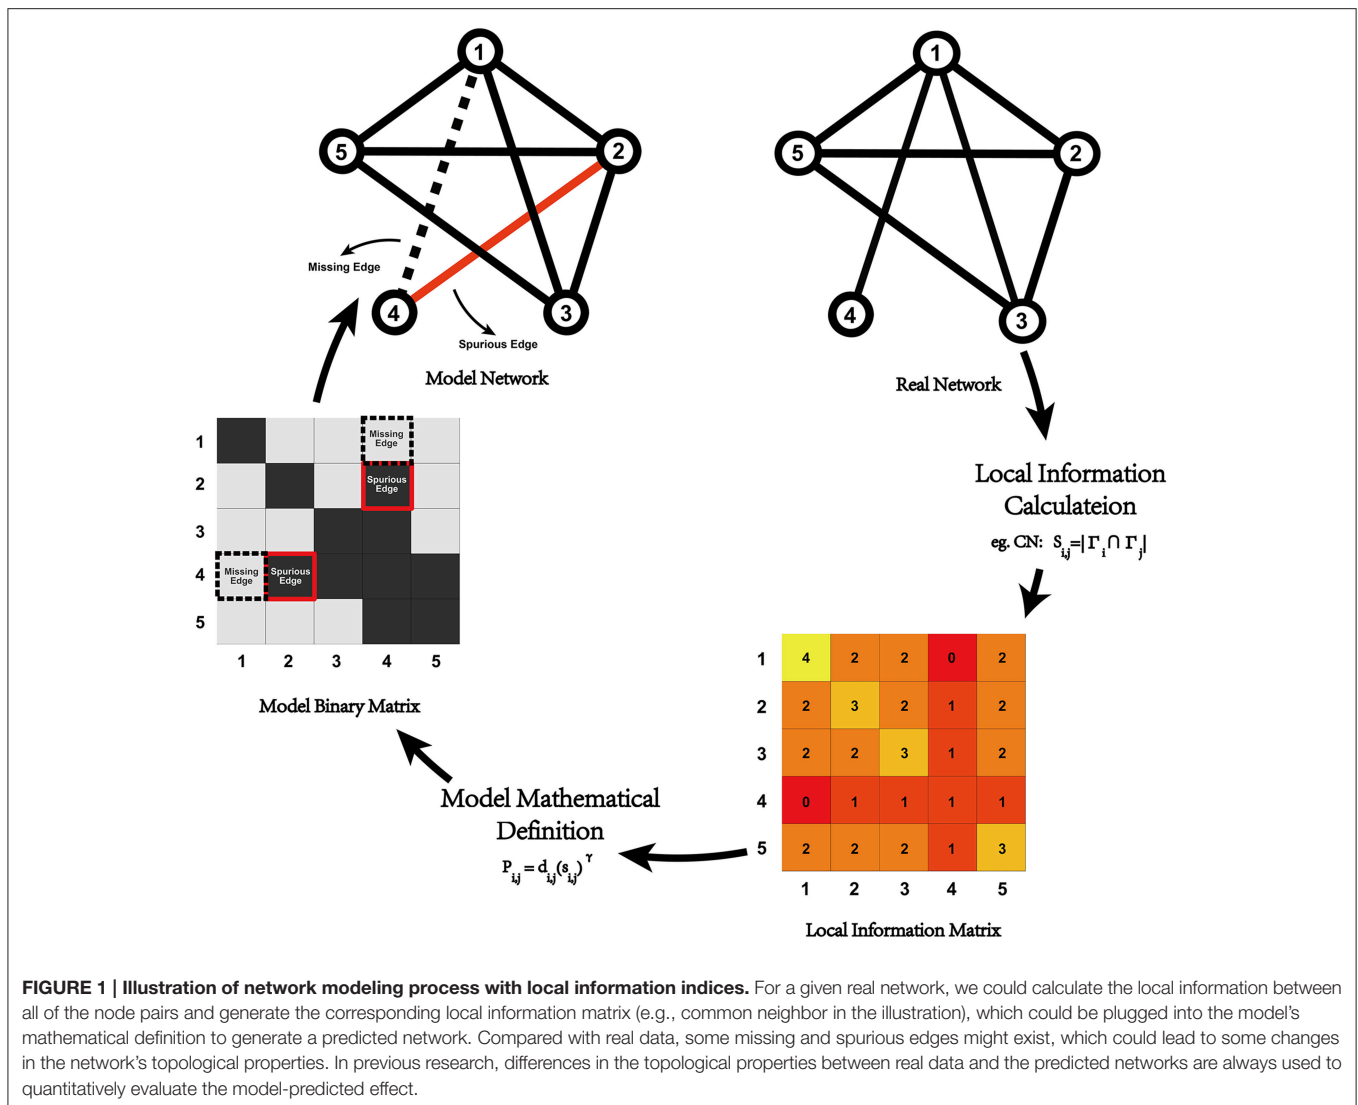 1
5
2
4
3
Missing Edge
Spurious Edge
Model Network
1
5
2
4
3
Real Network
Local Information
Calculateion
eg. CN: S_{i,j}=|Γ_i ∩ Γ_j|
1 Missing Edge
2 Spurious Edge
3
4 Missing Edge Spurious Edge
5
1 2 3 4 5
Model Binary Matrix
1 4 2 2 0 2
2 2 3 2 1 2
3 2 2 3 1 2
4 0 1 1 1 1
5 2 2 2 1 3
1 2 3 4 5
Local Information Matrix
Model Mathematical
Definition
P_{i,j} = d_{i,j}(s_{i,j})^γ
FIGURE 1 | Illustration of network modeling process with local information indices. For a given real network, we could calculate the local information between
all of the node pairs and generate the corresponding local information matrix (e.g., common neighbor in the illustration), which could be plugged into the model's
mathematical definition to generate a predicted network. Compared with real data, some missing and spurious edges might exist, which could lead to some changes
in the network's topological properties. In previous research, differences in the topological properties between real data and the predicted networks are always used to
quantitatively evaluate the model-predicted effect.